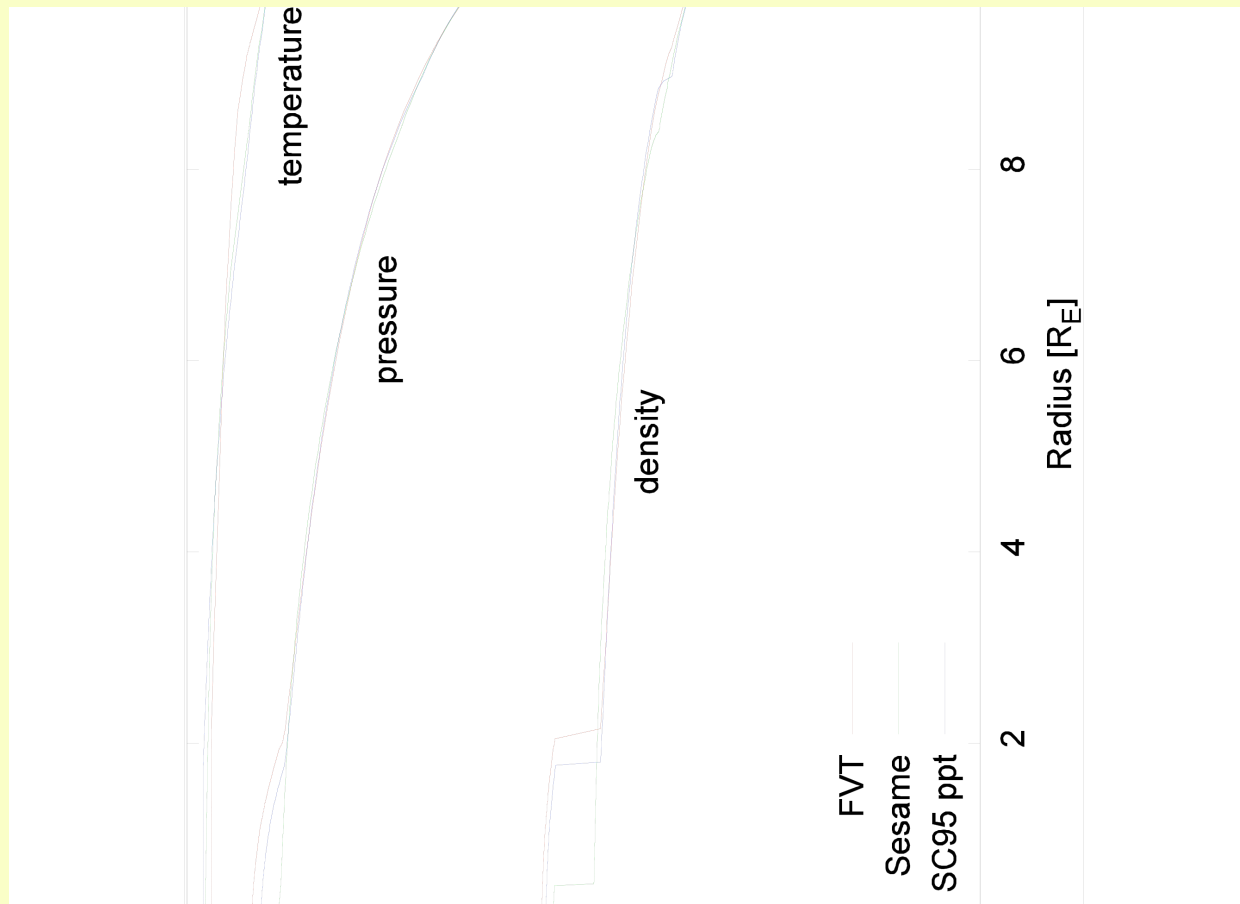 temperature
pressure
density
FVT
Sesame
SC95 ppt
2
4
6
8
Radius [R_E]